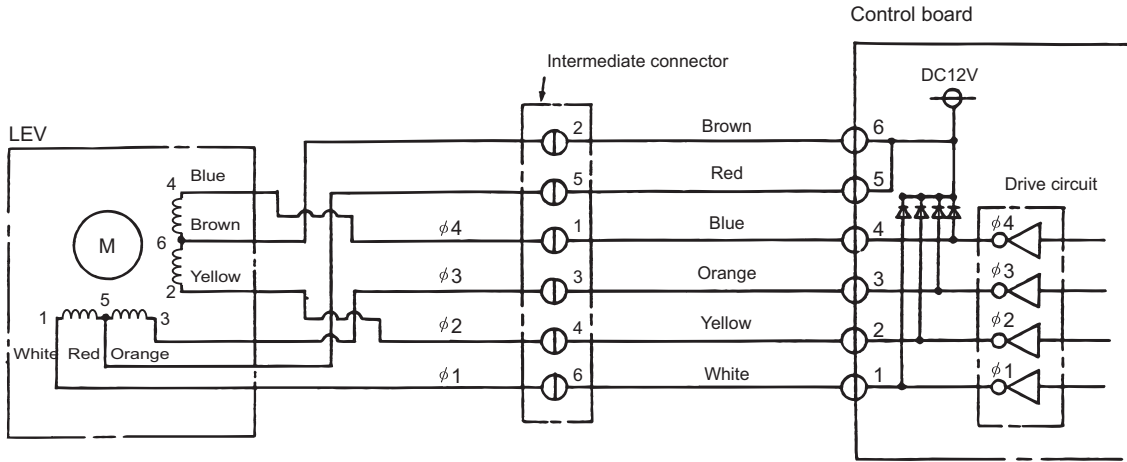 Control board
Intermediate connector
DC12V
LEV
2 Brown 6
4 Blue
5 Red 5
Drive circuit
6 Brown
φ4 1 Blue 4 φ4
2 Yellow
φ3 3 Orange 3 φ3
M
1 5 3
φ2 4 Yellow 2 φ2
White Red Orange
φ1 6 White 1 φ1